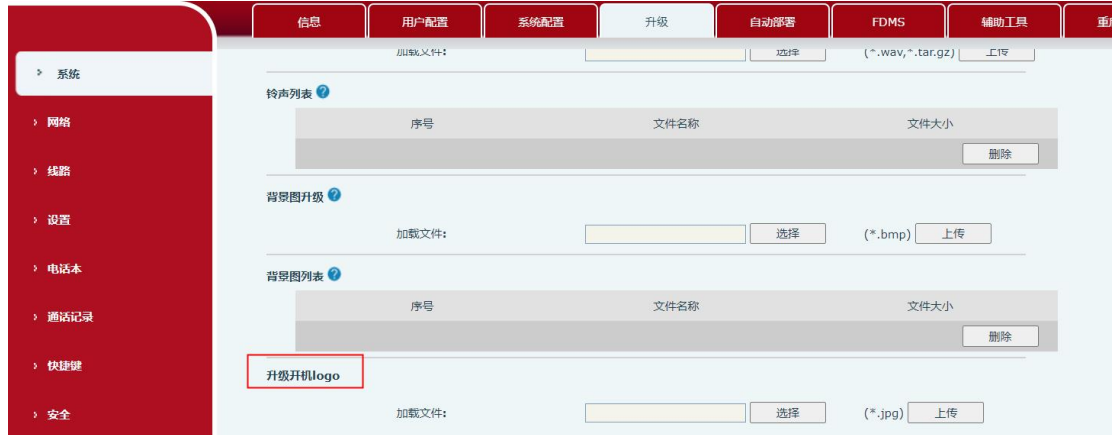 信息 用户配置 系统配置 升级 自动部署 FDMS 辅助工具
系统
网络
线路
设置
电话本
通话记录
快捷键
安全
加载文件: 选择 (*.wav,*.tar.gz) 上传
铃声列表
序号 文件名称 文件大小
删除
背景图升级
加载文件: 选择 (*.bmp) 上传
背景图列表
序号 文件名称 文件大小
删除
升级开机logo
加载文件: 选择 (*.jpg) 上传